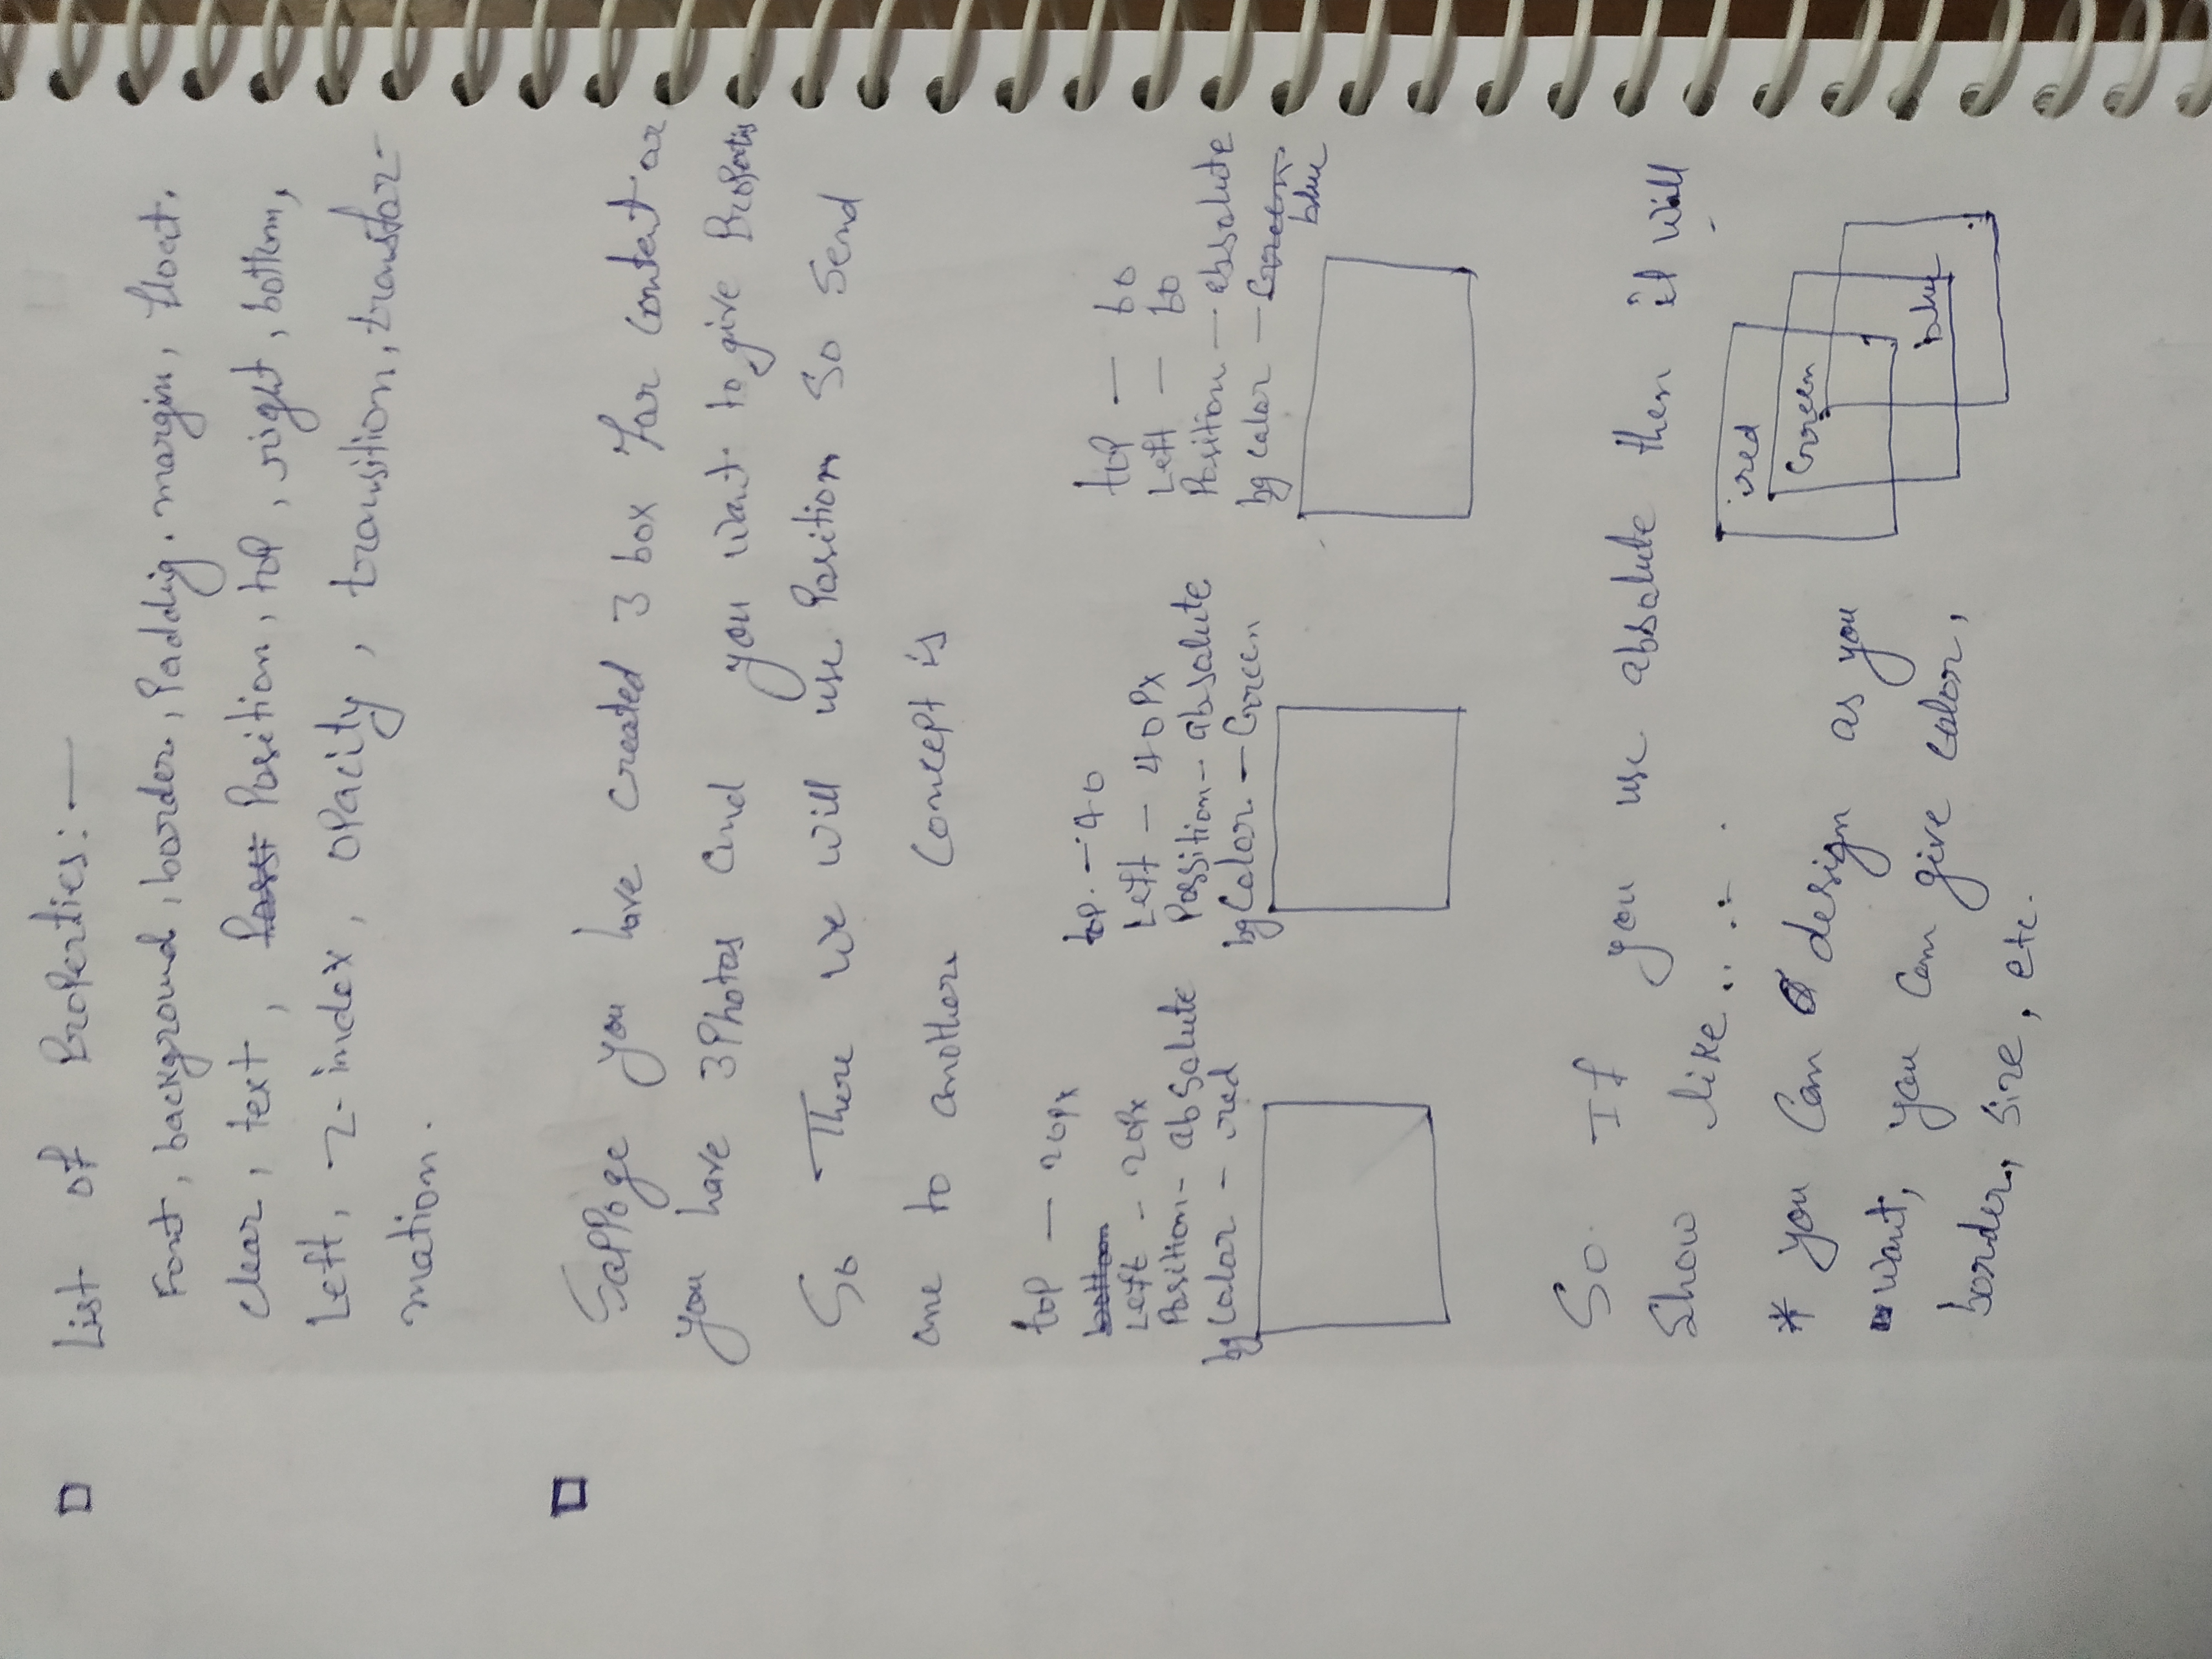 List of Properties:—
Font, background, border, Padding, margin, float,
clear, text, Position, top, right, bottom,
Left, Z-index, opacity, transition, transfor-
mation.
Sappoge you have created 3 box for content or
you have 3Photos and you want to give Properties
So There we will use Position so send
one to another Concept is
top — 20px
bottom
Left - 20Px
Position - absolute
bg Color - red
top. - 40
Left - 40Px
Possition - absolute
bg Color - Green
top — 60
Left — 60
Position — absolute
bg color — Green
blue
So. If you use absolute then it will
Show like...
red
Green
blue
* you can design as you
want, you can give color,
border, size, etc.